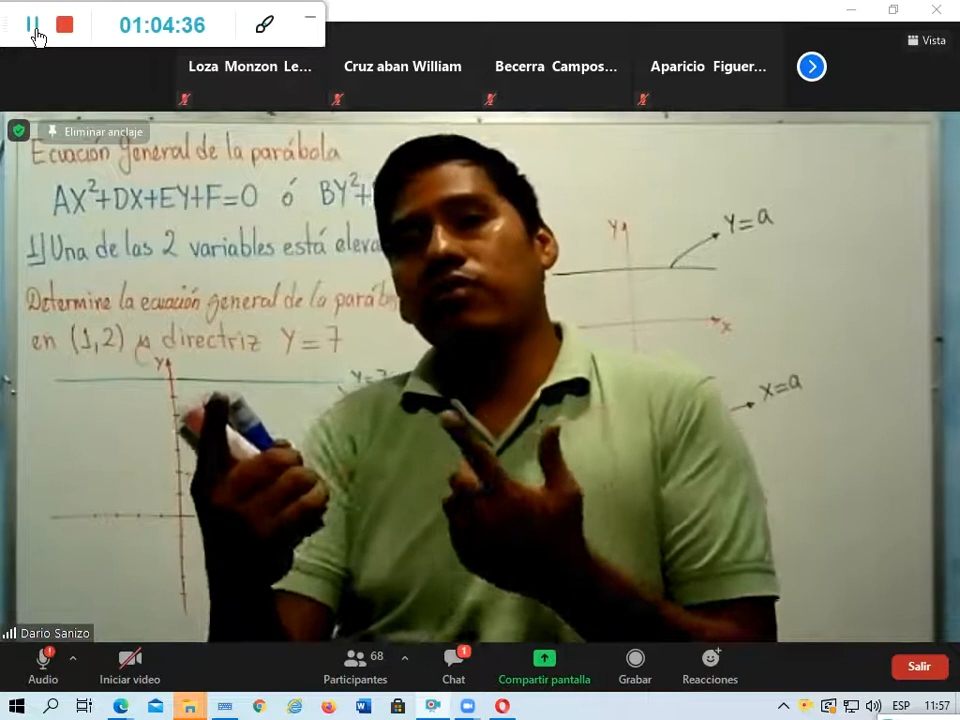 01:04:36
Vista
Loza Monzon Le...
Cruz aban William
Becerra Campos...
Aparicio Figuer...
Eliminar anclaje
Ecuación general de la parábola
AX²+DX+EY+F=0 ó BY²+
1) Una de las 2 variables está eleva
Determine la ecuación general de la paráb
en (1,2) y directriz Y=7
Y
Y=7
Y
Y=a
X
X=a
Dario Sanizo
Audio
Iniciar video
68
Participantes
1
Chat
Compartir pantalla
Grabar
Reacciones
Salir
ESP
11:57